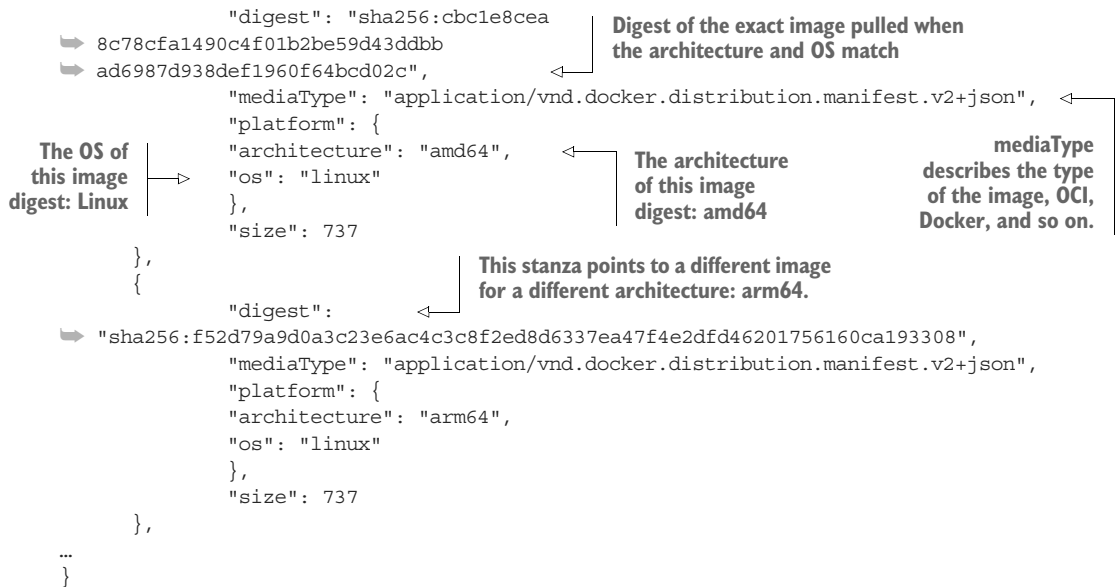 "digest": "sha256:cbc1e8cea
➥ 8c78cfa1490c4f01b2be59d43ddbb
➥ ad6987d938def1960f64bcd02c",
Digest of the exact image pulled when
the architecture and OS match
"mediaType": "application/vnd.docker.distribution.manifest.v2+json",
mediaType
describes the type
of the image, OCI,
Docker, and so on.
"platform": {
"architecture": "amd64",
The architecture
of this image
digest: amd64
"os": "linux"
The OS of
this image
digest: Linux
},
"size": 737
},
{
This stanza points to a different image
for a different architecture: arm64.
"digest":
➥ "sha256:f52d79a9d0a3c23e6ac4c3c8f2ed8d6337ea47f4e2dfd46201756160ca193308",
"mediaType": "application/vnd.docker.distribution.manifest.v2+json",
"platform": {
"architecture": "arm64",
"os": "linux"
},
"size": 737
},
…
}